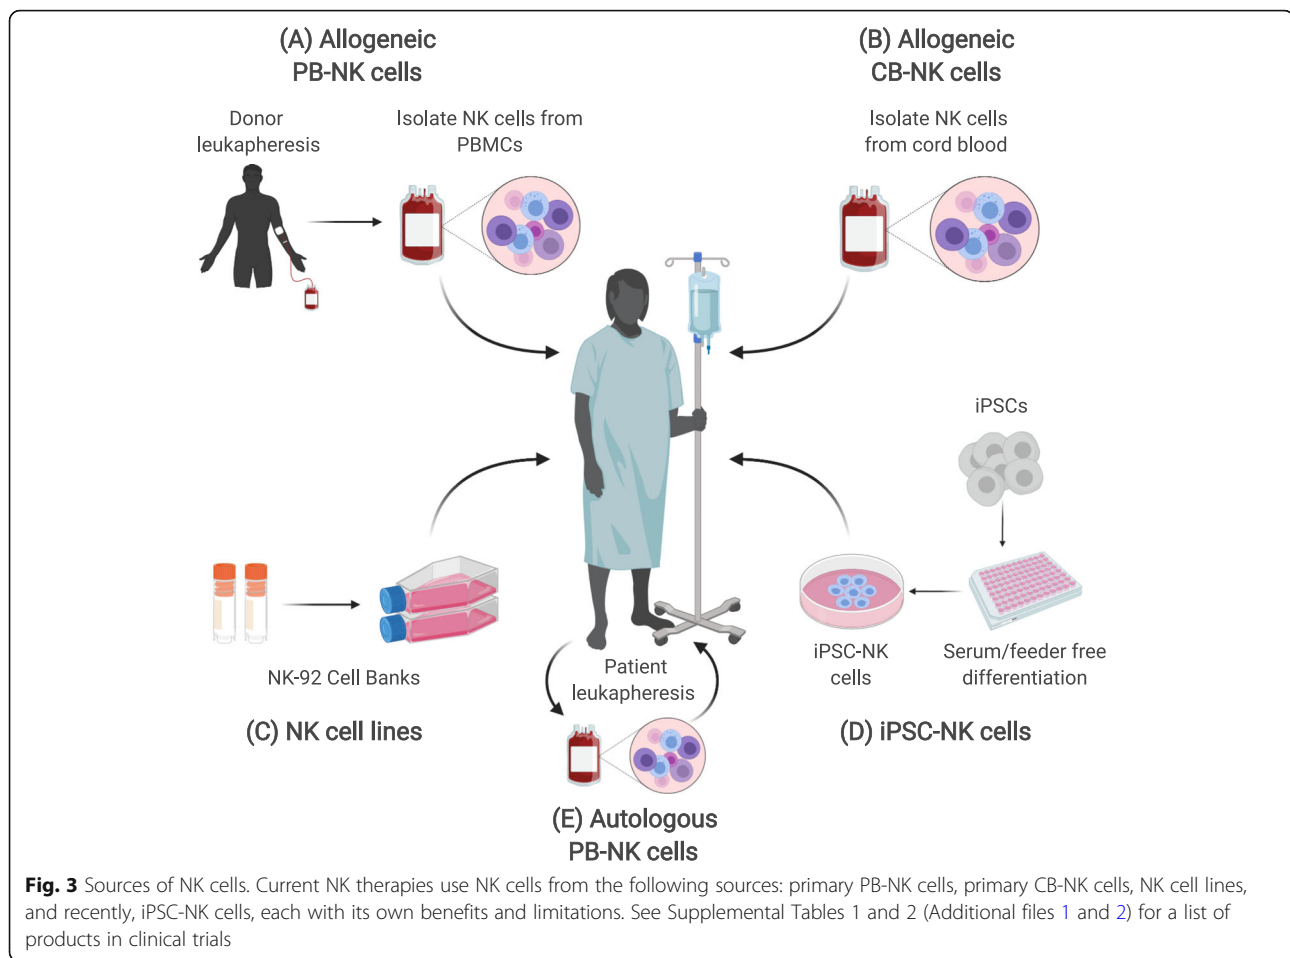 (A) Allogeneic
PB-NK cells
Donor
leukapheresis
Isolate NK cells from
PBMCs
(B) Allogeneic
CB-NK cells
Isolate NK cells
from cord blood
NK-92 Cell Banks
(C) NK cell lines
iPSCs
iPSC-NK
cells
Serum/feeder free
differentiation
(D) iPSC-NK cells
Patient
leukapheresis
(E) Autologous
PB-NK cells
Fig. 3 Sources of NK cells. Current NK therapies use NK cells from the following sources: primary PB-NK cells, primary CB-NK cells, NK cell lines,
and recently, iPSC-NK cells, each with its own benefits and limitations. See Supplemental Tables 1 and 2 (Additional files 1 and 2) for a list of
products in clinical trials